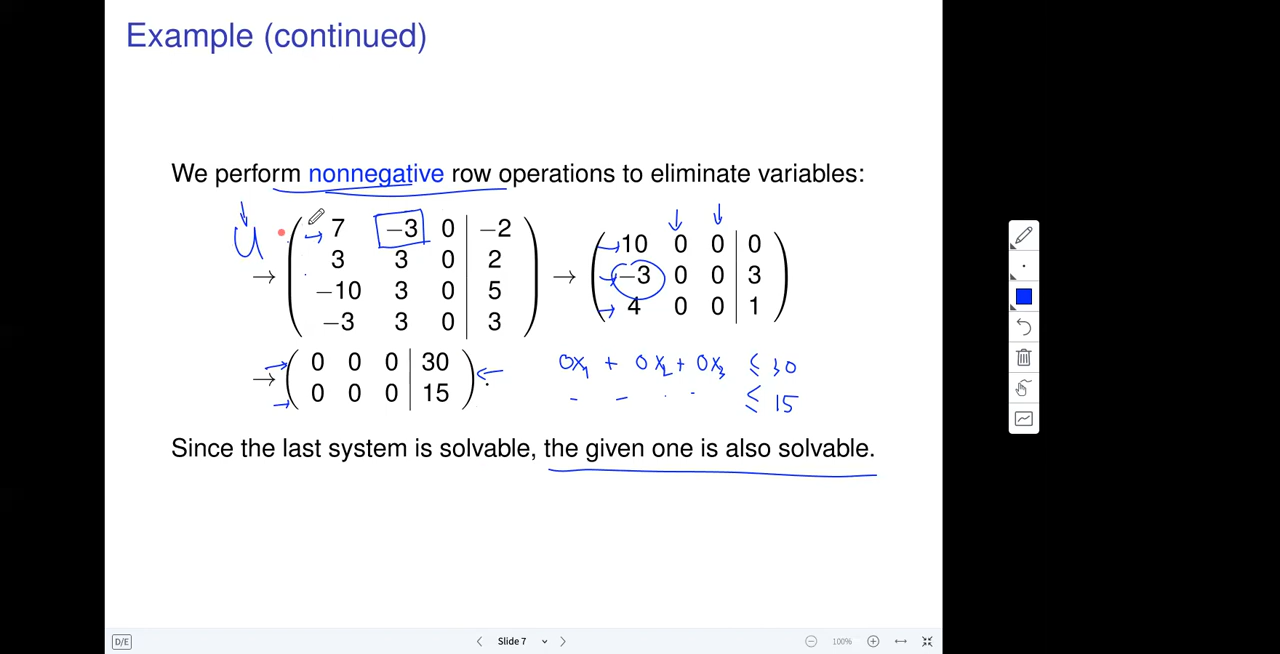 Example (continued)
We perform nonnegative row operations to eliminate variables:
u → ( 7 −3 0 | −2 ) → ( 10 0 0 | 0 )
3 3 0 | 2 −3 0 0 | 3
−10 3 0 | 5 4 0 0 | 1
−3 3 0 | 3
→ ( 0 0 0 | 30 ) 0x₁ + 0x₂ + 0x₃ ≤ 30
0 0 0 | 15 - - . . ≤ 15
Since the last system is solvable, the given one is also solvable.
D/E
Slide 7
100%